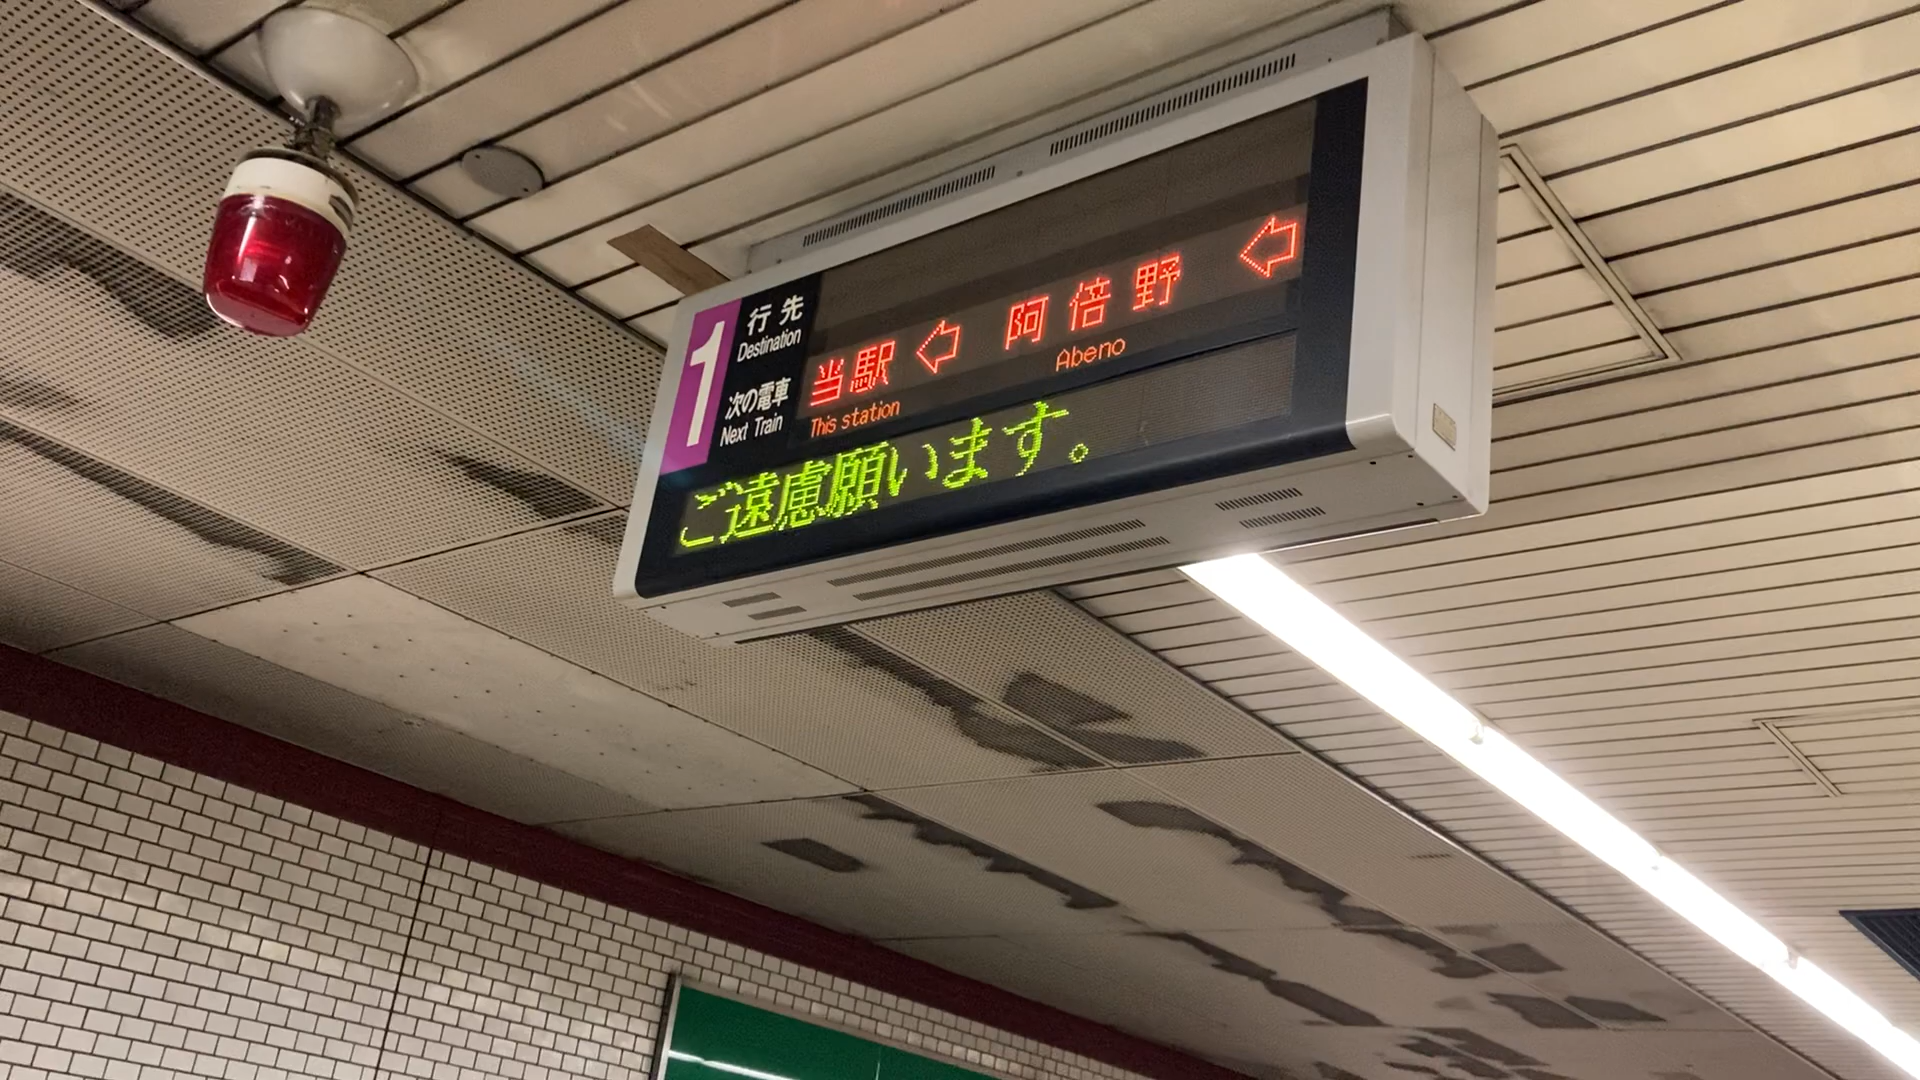 1
行先
Destination
次の電車
Next Train
当駅 ⇦ 阿倍野 ⇦
This station Abeno
ご遠慮願います。